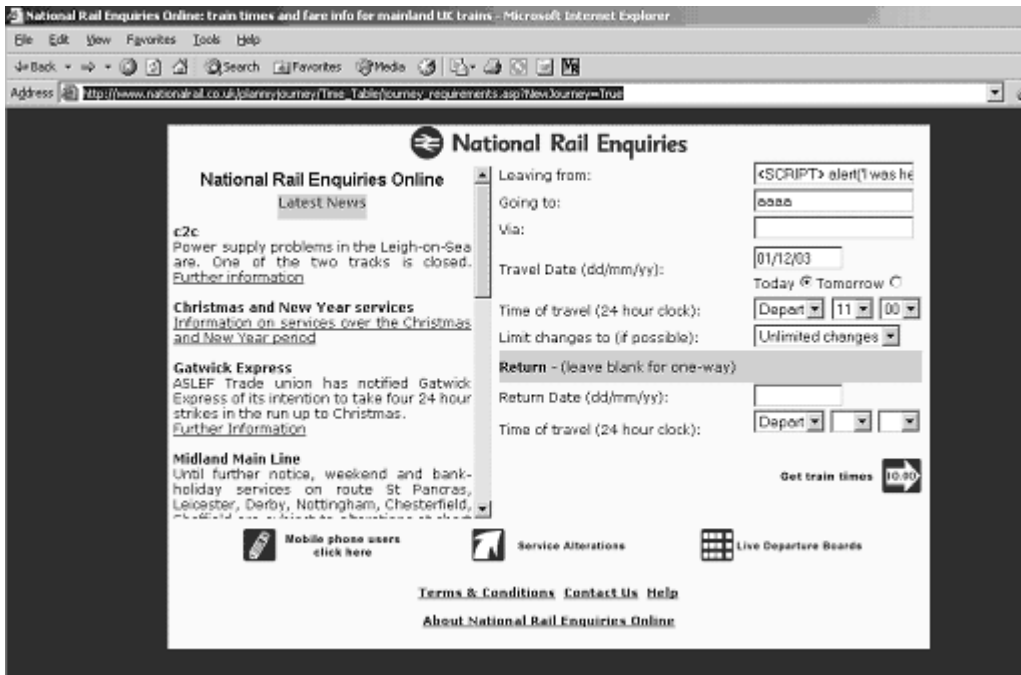 National Rail Enquiries Online: train times and fare info for mainland UK trains - Microsoft Internet Explorer
File Edit View Favorites Tools Help
Back Search Favorites Media
Address http://www.nationalrail.co.uk/planmyjourney/Time_Table/journey_requirements.asp?NewJourney=True
National Rail Enquiries
National Rail Enquiries Online
Latest News
c2c
Power supply problems in the Leigh-on-Sea
are. One of the two tracks is closed.
Further information
Christmas and New Year services
Information on services over the Christmas
and New Year period
Gatwick Express
ASLEF Trade union has notified Gatwick
Express of its intention to take four 24 hour
strikes in the run up to Christmas.
Further Information
Midland Main Line
Until further notice, weekend and bank-
holiday services on route St Pancras,
Leicester, Derby, Nottingham, Chesterfield,
Leaving from: <SCRIPT> alert('I was he
Going to: aaaa
Via:
Travel Date (dd/mm/yy): 01/12/03
Today Tomorrow
Time of travel (24 hour clock): Depart 11 00
Limit changes to (if possible): Unlimited changes
Return - (leave blank for one-way)
Return Date (dd/mm/yy):
Time of travel (24 hour clock): Depart
Get train times 10.00
Mobile phone users
click here
Service Alterations
Live Departure Boards
Terms & Conditions Contact Us Help
About National Rail Enquiries Online